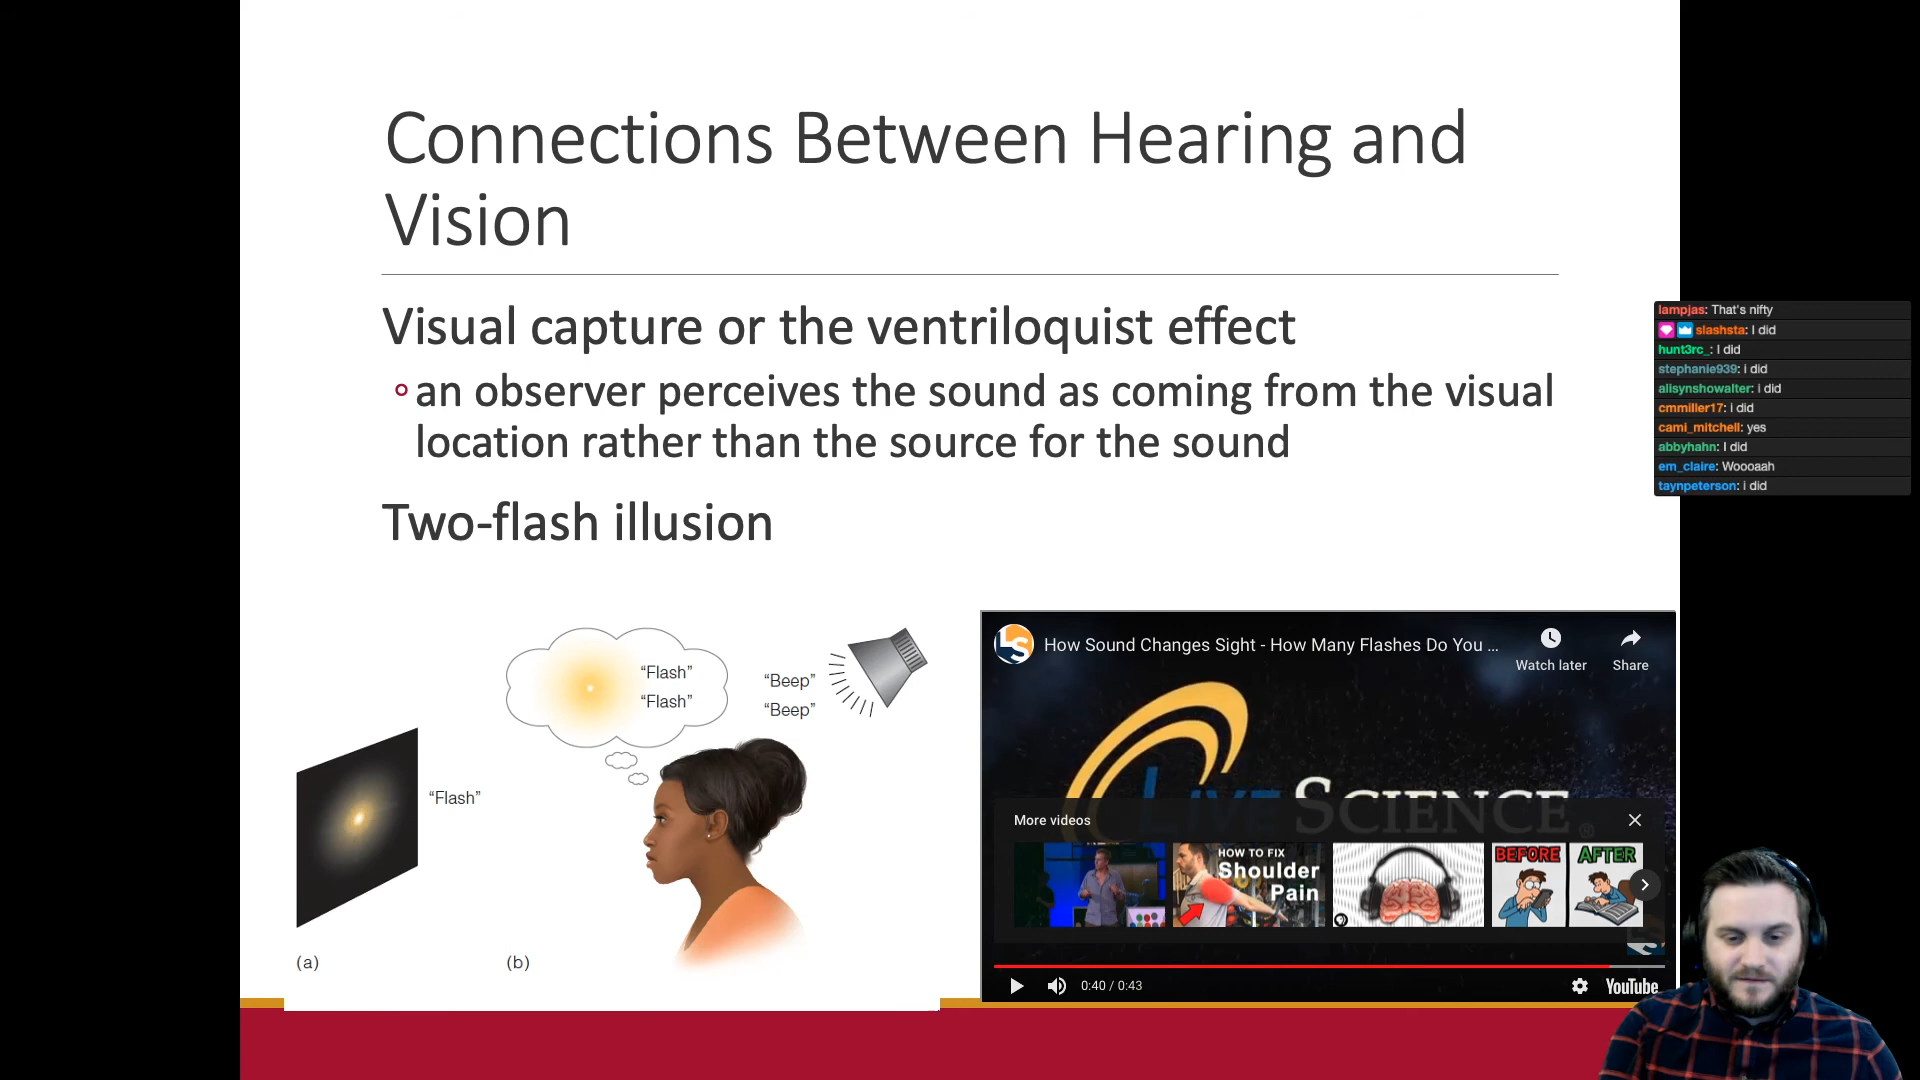 Connections Between Hearing and
Vision
Visual capture or the ventriloquist effect
an observer perceives the sound as coming from the visual
location rather than the source for the sound
Two-flash illusion
“Flash”
“Flash”
“Beep”
“Beep”
“Flash”
(a)
(b)
LS
How Sound Changes Sight - How Many Flashes Do You ...
Watch later
Share
LIVESCIENCE®
More videos
HOW TO FIX
Shoulder
Pain
BEFORE
AFTER
0:40 / 0:43
YouTube
lampjas: That's nifty
slashsta: I did
hunt3rc_: I did
stephanie939: i did
alisynshowalter: i did
cmmiller17: i did
cami_mitchell: yes
abbyhahn: I did
em_claire: Woooaah
taynpeterson: i did